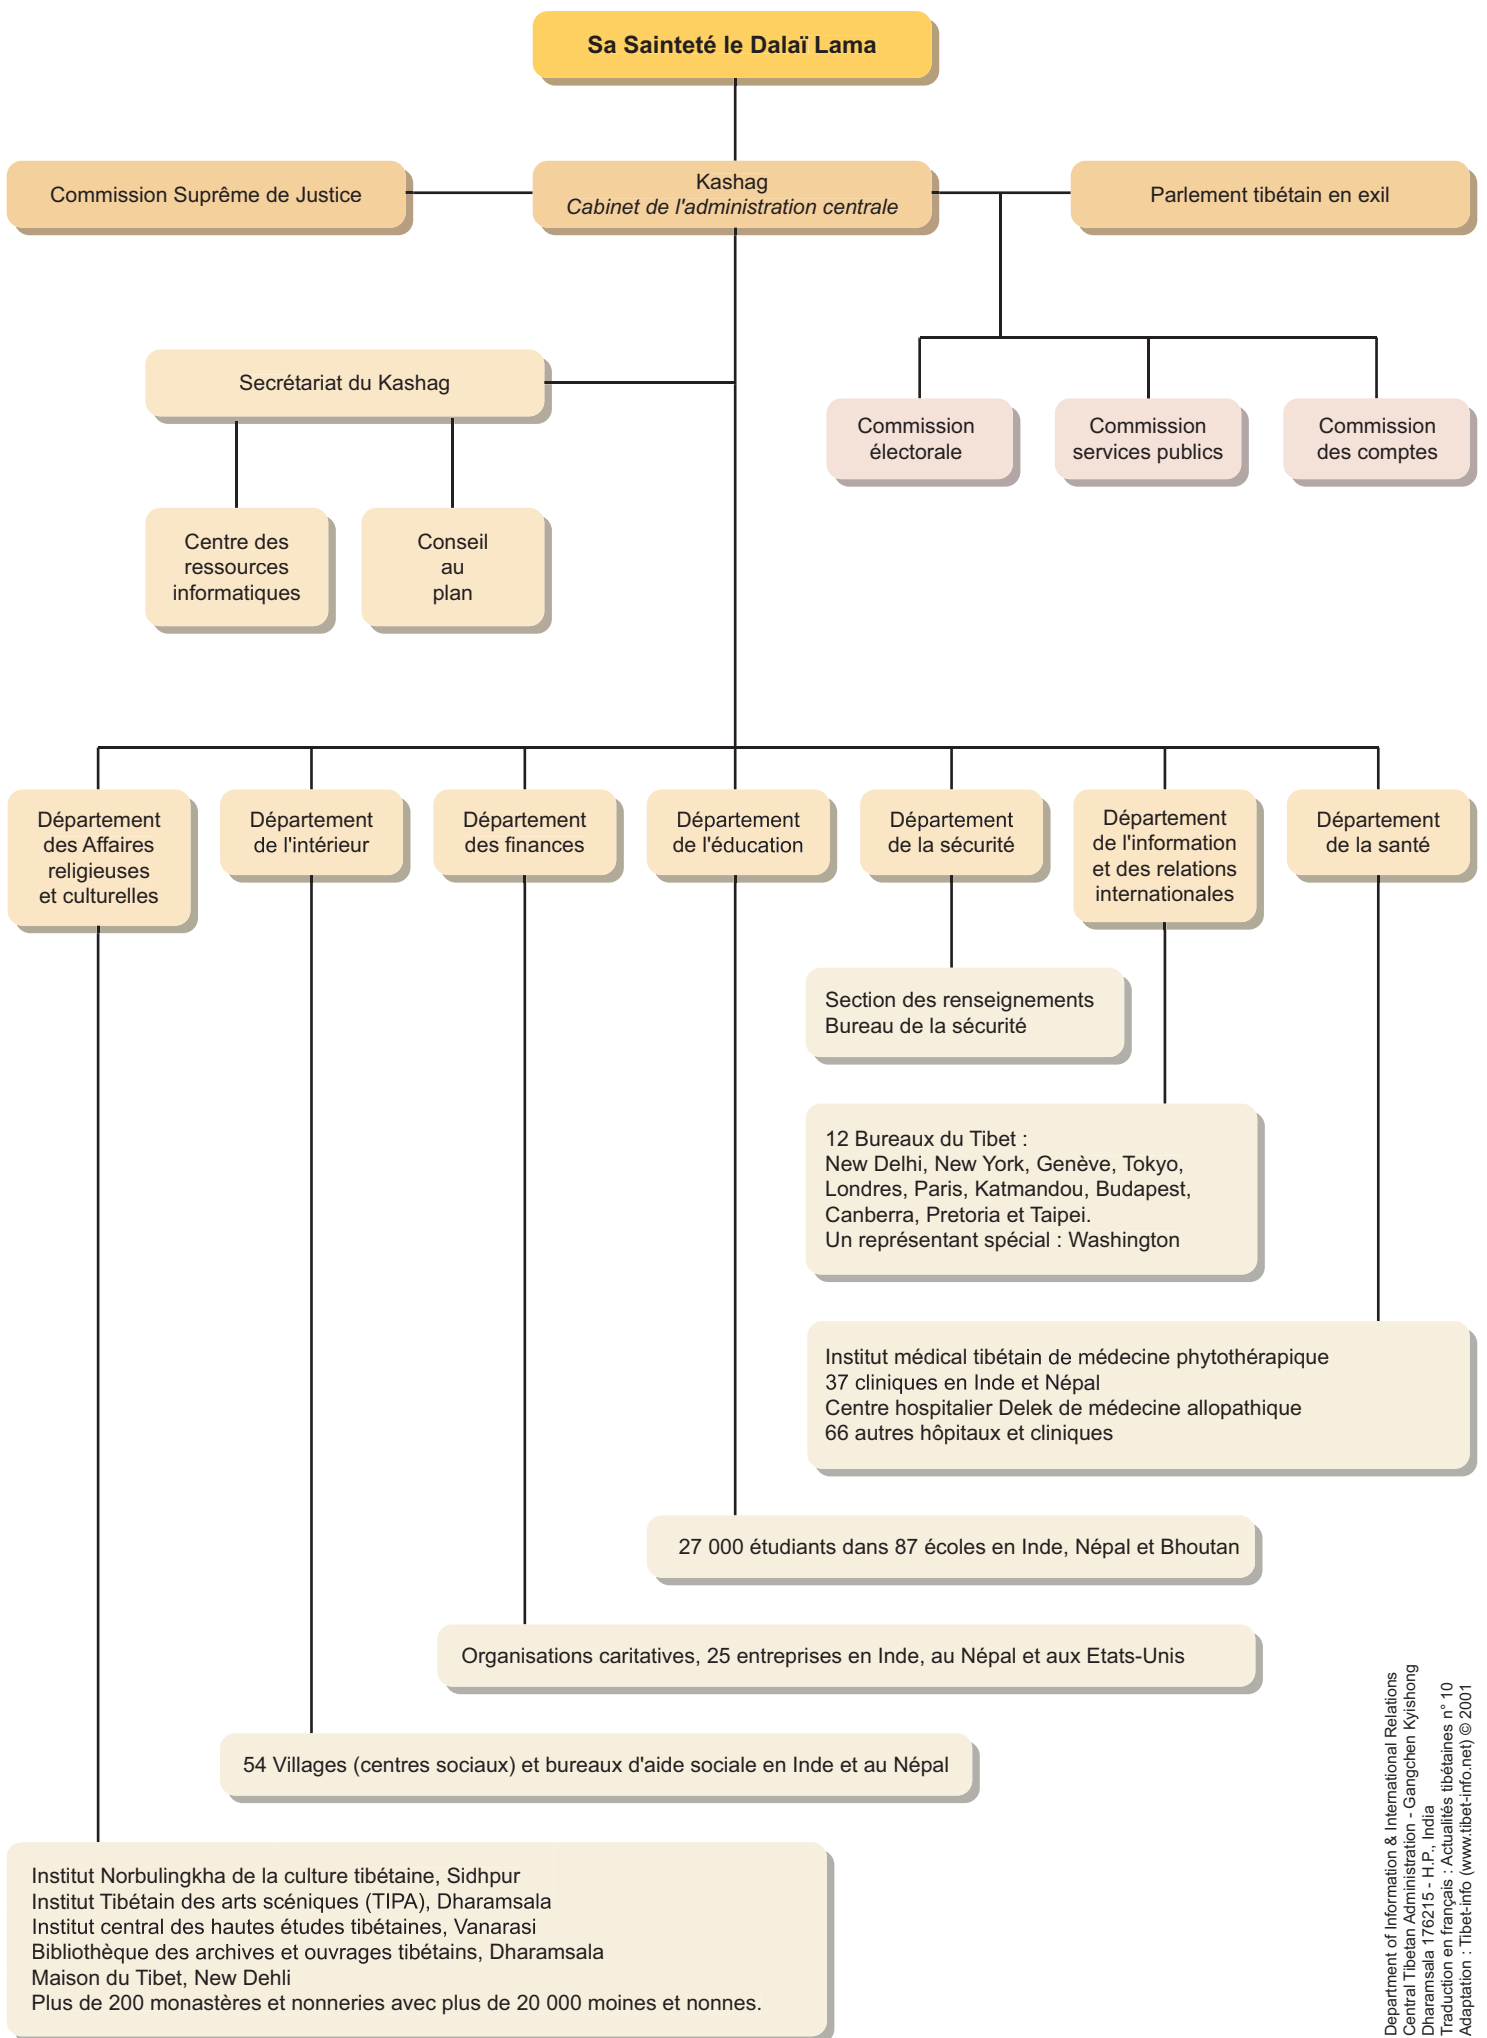 Sa Sainteté le Dalaï Lama
Commission Suprême de Justice
Kashag
Cabinet de l'administration centrale
Parlement tibétain en exil
Secrétariat du Kashag
Commission
électorale
Commission
services publics
Commission
des comptes
Centre des
ressources
informatiques
Conseil
au
plan
Département
des Affaires
religieuses
et culturelles
Département
de l'intérieur
Département
des finances
Département
de l'éducation
Département
de la sécurité
Département
de l'information
et des relations
internationales
Département
de la santé
Section des renseignements
Bureau de la sécurité
12 Bureaux du Tibet :
New Delhi, New York, Genève, Tokyo,
Londres, Paris, Katmandou, Budapest,
Canberra, Pretoria et Taipei.
Un représentant spécial : Washington
Institut médical tibétain de médecine phytothérapique
37 cliniques en Inde et Népal
Centre hospitalier Delek de médecine allopathique
66 autres hôpitaux et cliniques
27 000 étudiants dans 87 écoles en Inde, Népal et Bhoutan
Organisations caritatives, 25 entreprises en Inde, au Népal et aux Etats-Unis
54 Villages (centres sociaux) et bureaux d'aide sociale en Inde et au Népal
Institut Norbulingkha de la culture tibétaine, Sidhpur
Institut Tibétain des arts scéniques (TIPA), Dharamsala
Institut central des hautes études tibétaines, Vanarasi
Bibliothèque des archives et ouvrages tibétains, Dharamsala
Maison du Tibet, New Dehli
Plus de 200 monastères et nonneries avec plus de 20 000 moines et nonnes.
Department of Information & International Relations
Central Tibetan Administration - Gangchen Kyishong
Dharamsala 176215 - H.P., India
Traduction en français : Actualités tibétaines n° 10
Adaptation : Tibet-info (www.tibet-info.net) © 2001